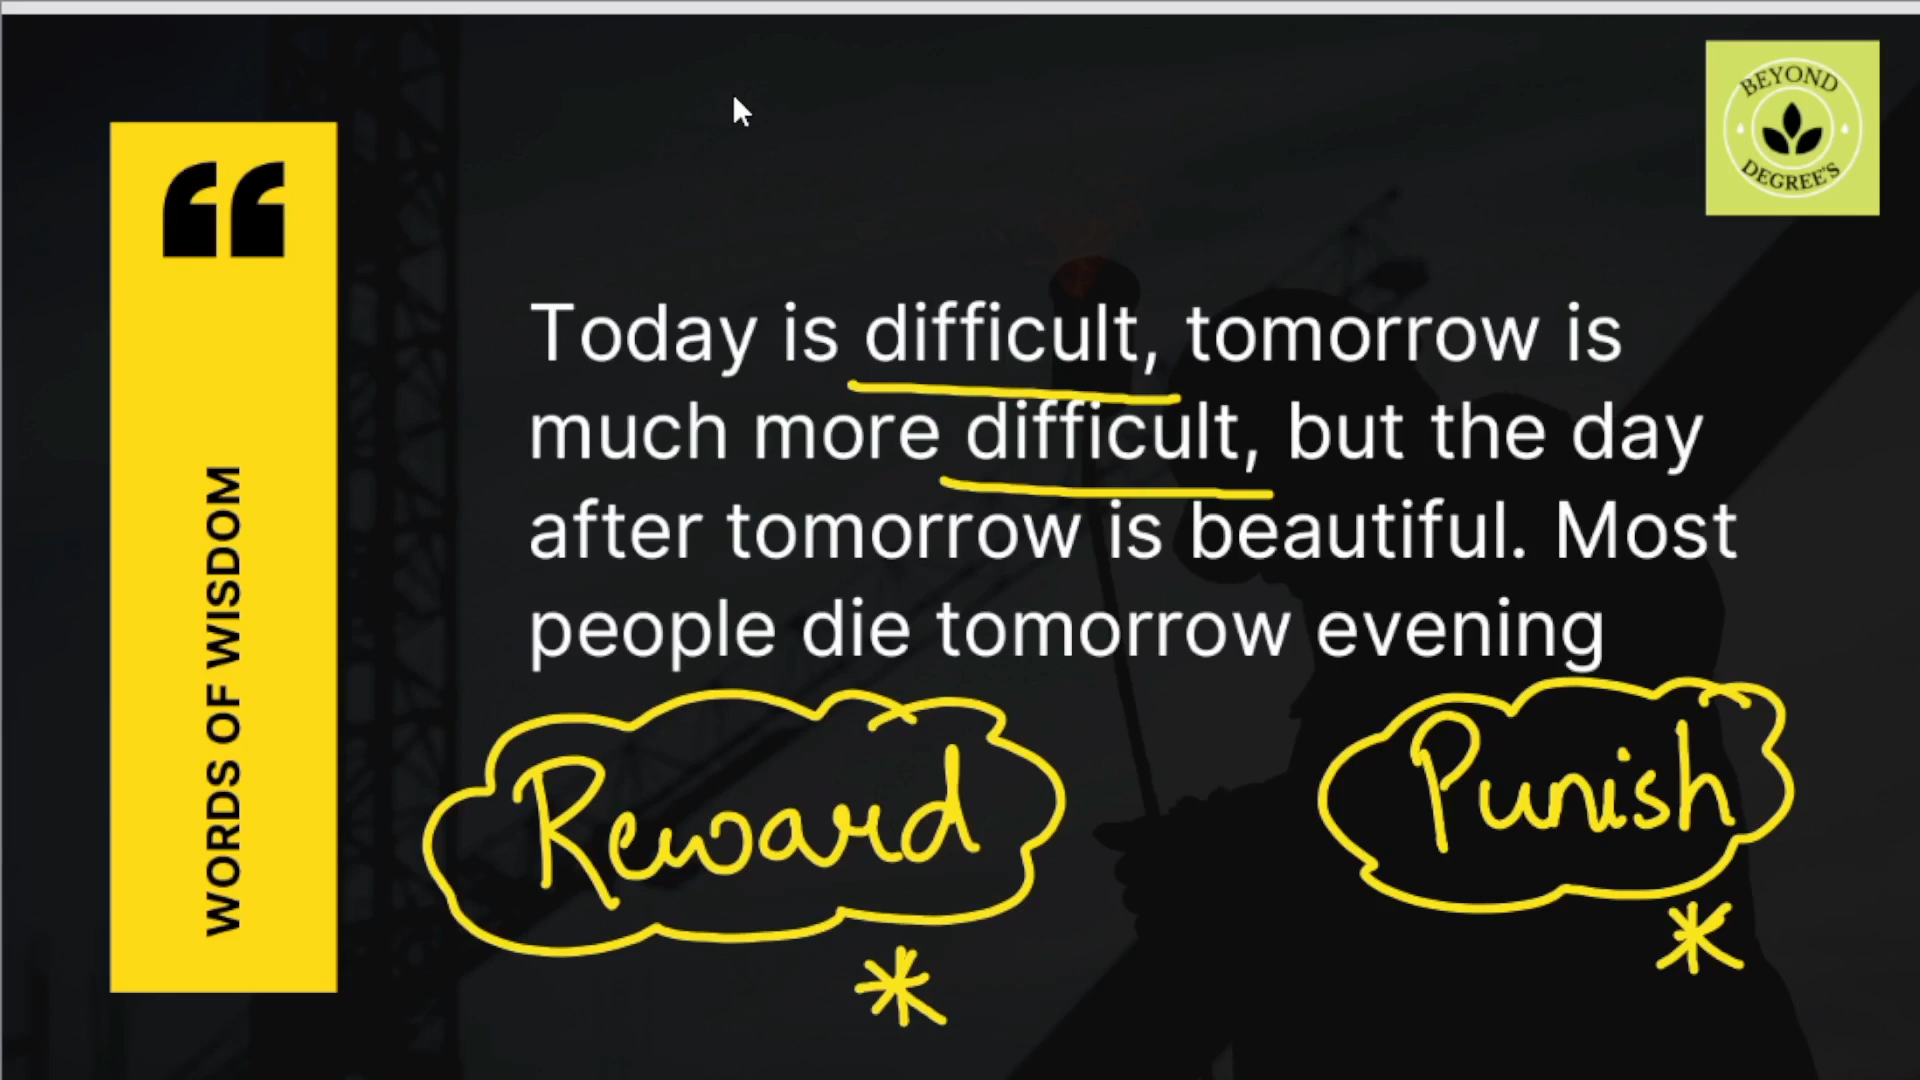 BEYOND
DEGREE'S
WORDS OF WISDOM
Today is difficult, tomorrow is
much more difficult, but the day
after tomorrow is beautiful. Most
people die tomorrow evening
Reward
Punish